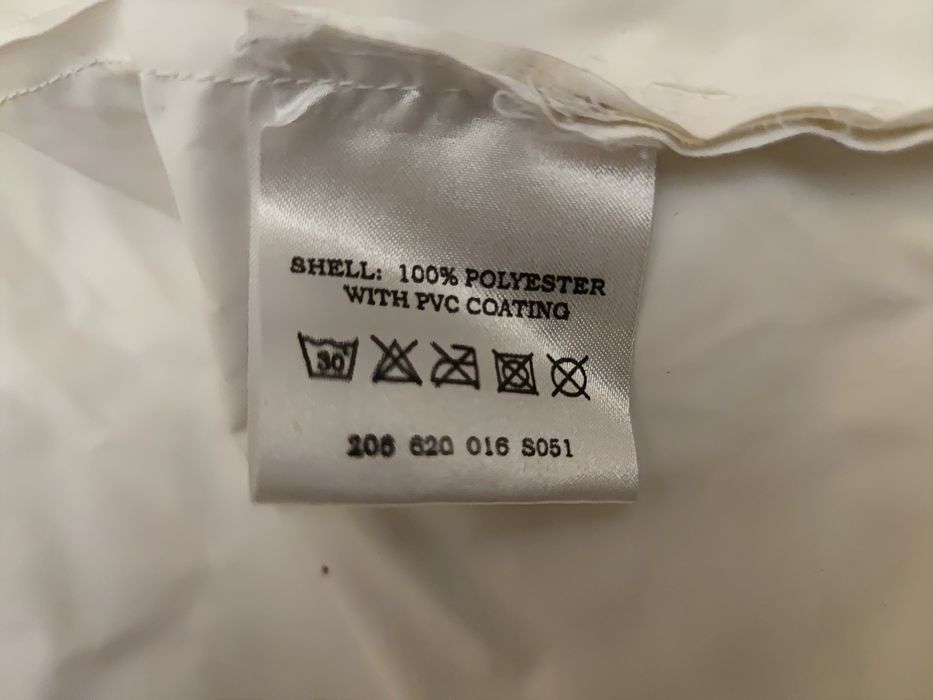 SHELL: 100% POLYESTER
WITH PVC COATING
30°
206 620 016 S051